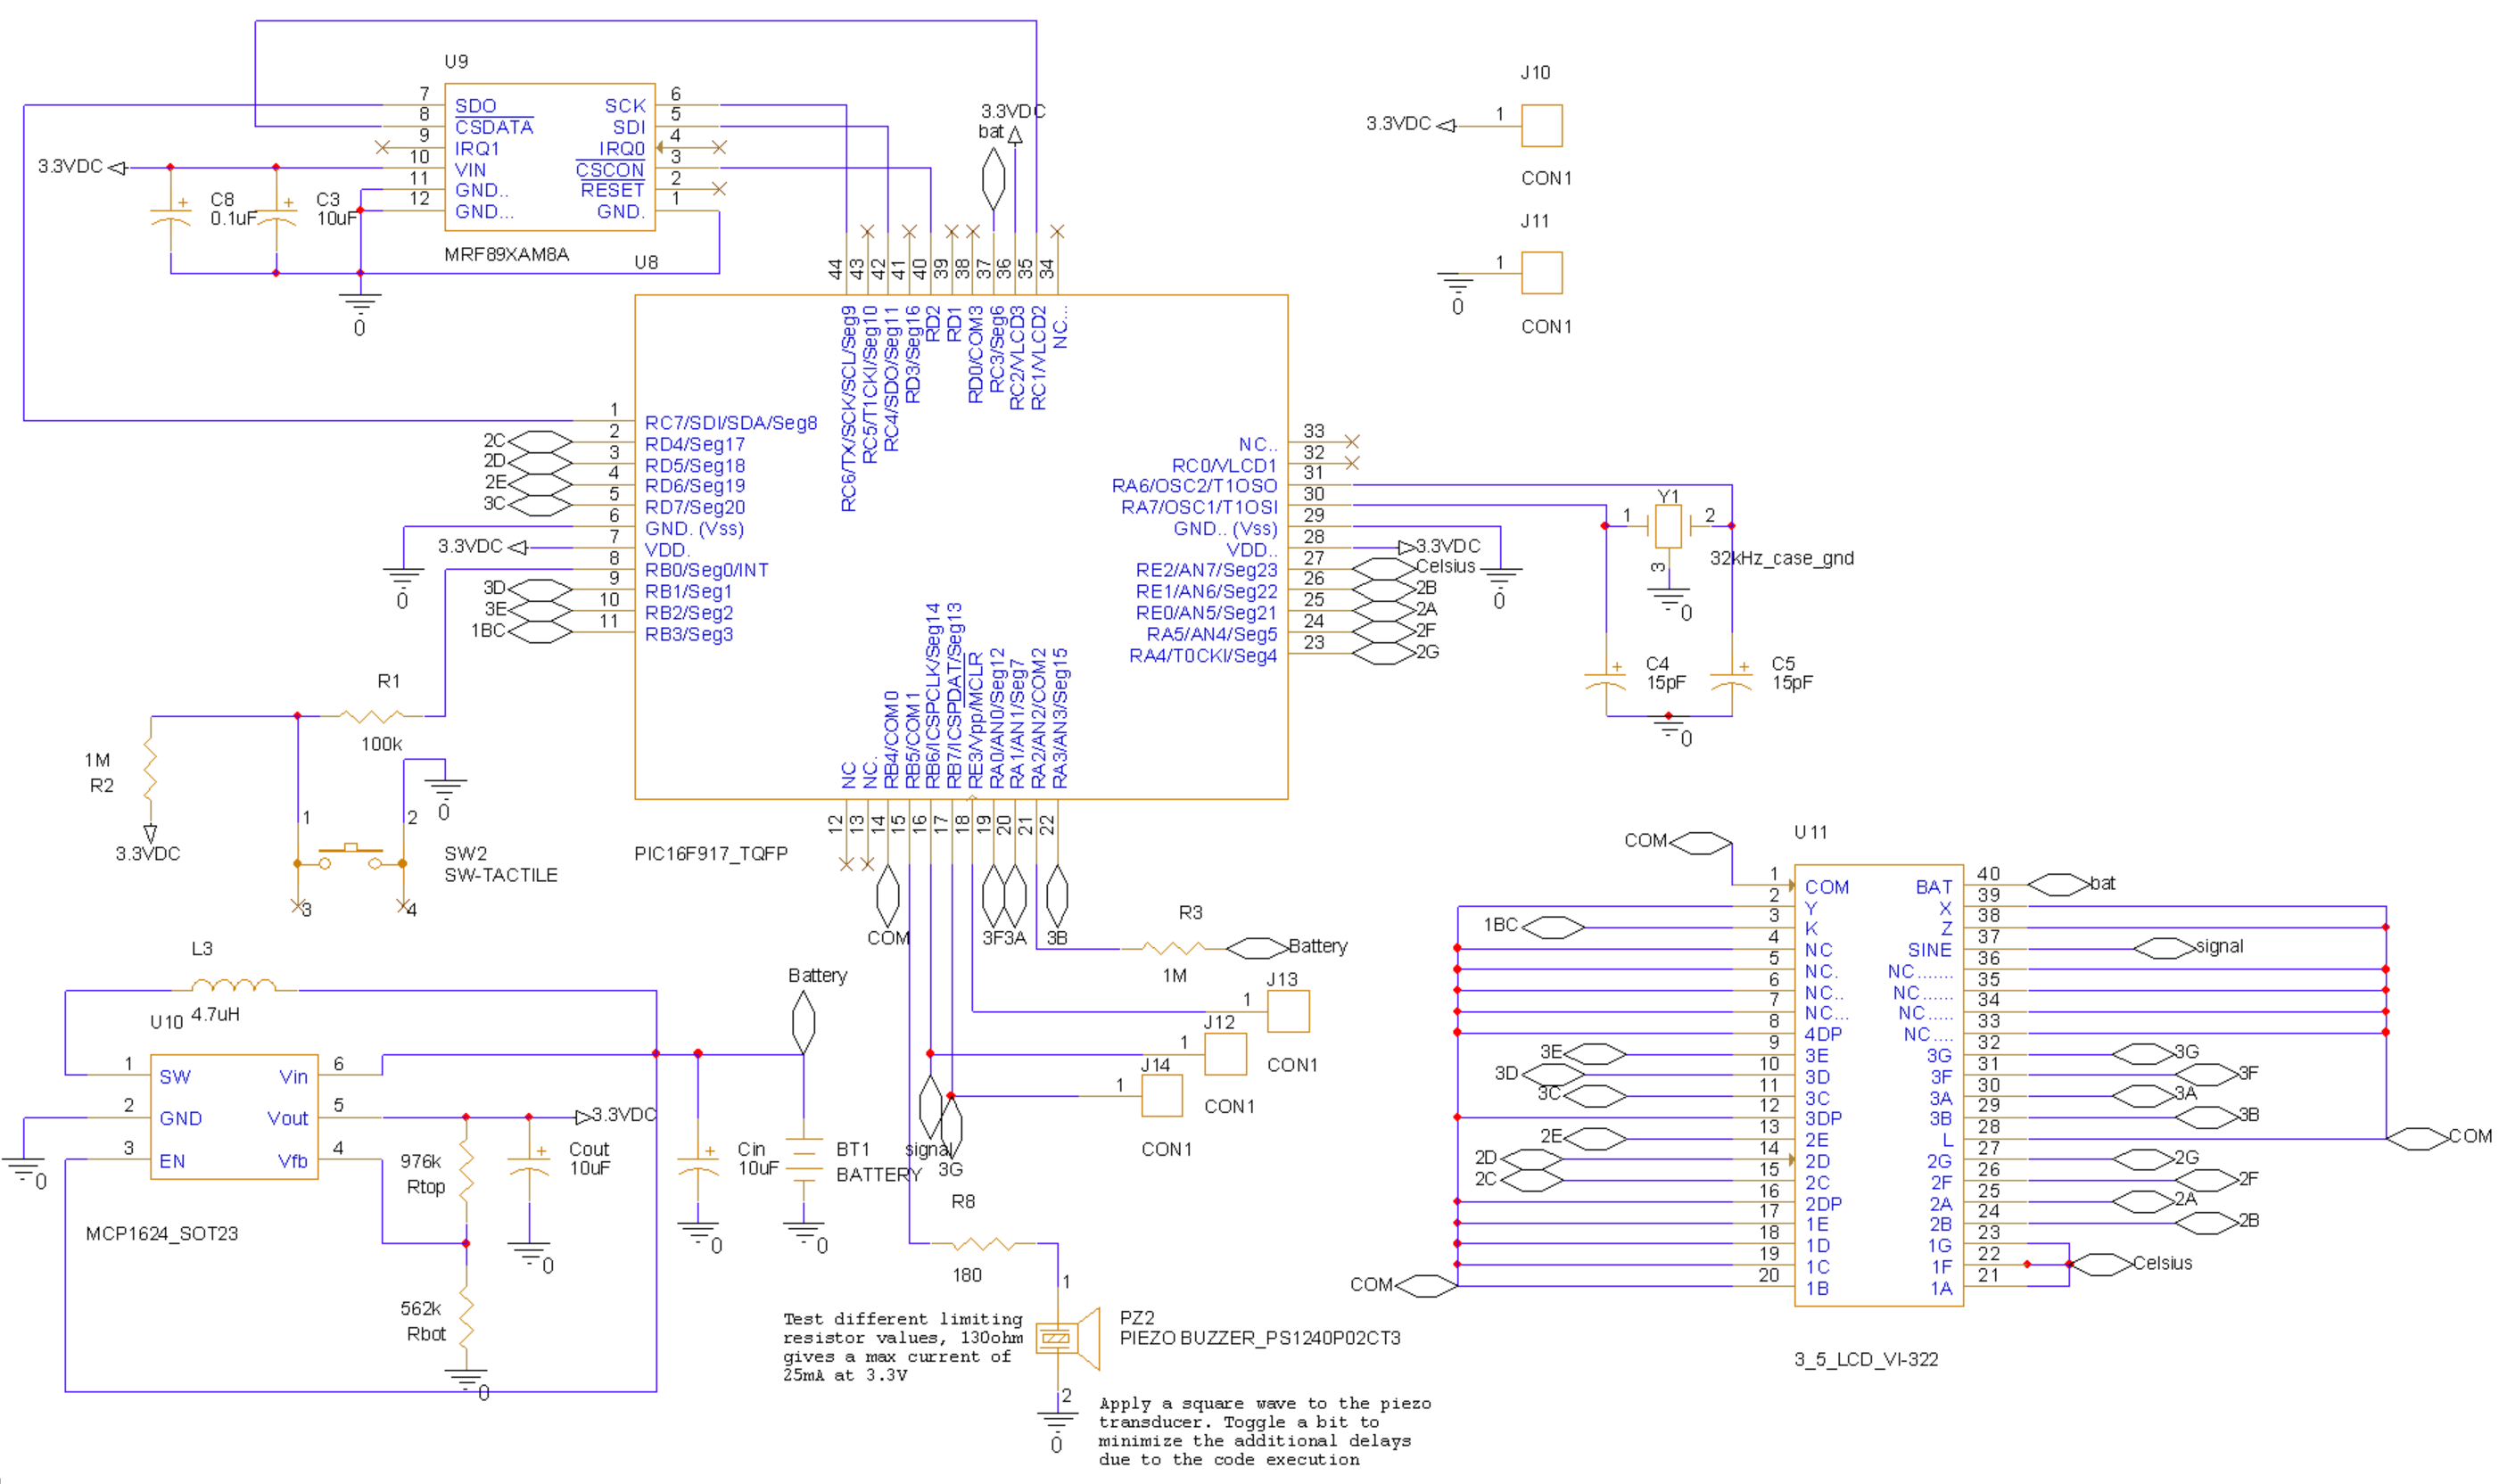 U9
7
SDO
SCK
6
8
CSDATA
SDI
5
9
IRQ1
IRQ0
4
10
VIN
CSCON
3
11
GND..
RESET
2
12
GND...
GND.
1
3.3VDC
C8
0.1uF
C3
10uF
0
MRF89XAM8A
3.3VDC
bat
J10
3.3VDC
1
CON1
J11
1
0
CON1
U8
44
43
42
41
40
39
38
37
36
35
34
RC6/TX/SCK/SCL/Seg9
RC5/T1CKI/Seg10
RC4/SDO/Seg11
RD3/Seg16
RD2
RD1
RD0/COM3
RC3/Seg6
RC2/VLCD3
RC1/VLCD2
NC...
1
RC7/SDI/SDA/Seg8
2C
2
RD4/Seg17
2D
3
RD5/Seg18
2E
4
RD6/Seg19
3C
5
RD7/Seg20
6
GND. (Vss)
3.3VDC
7
VDD.
8
RB0/Seg0/INT
0
3D
9
RB1/Seg1
3E
10
RB2/Seg2
1BC
11
RB3/Seg3
NC..
33
RC0/VLCD1
32
RA6/OSC2/T1OSO
31
RA7/OSC1/T1OSI
30
GND.. (Vss)
29
VDD..
28
3.3VDC
RE2/AN7/Seg23
27
Celsius
RE1/AN6/Seg22
26
2B
RE0/AN5/Seg21
25
2A
RA5/AN4/Seg5
24
2F
RA4/T0CKI/Seg4
23
2G
0
Y1
1
2
3
32kHz_case_gnd
0
C4
15pF
C5
15pF
0
NC
NC.
RB4/COM0
RB5/COM1
RB6/ICSPCLK/Seg14
RB7/ICSPDAT/Seg13
RE3/Vpp/MCLR
RA0/AN0/Seg12
RA1/AN1/Seg7
RA2/AN2/COM2
RA3/AN3/Seg15
12
13
14
15
16
17
18
19
20
21
22
PIC16F917_TQFP
R1
100k
1M
R2
3.3VDC
0
1
2
SW2
SW-TACTILE
3
4
COM
3F
3A
3B
R3
1M
Battery
J13
1
CON1
J12
1
CON1
J14
1
CON1
signal
3G
L3
4.7uH
U10
1
SW
Vin
6
2
GND
Vout
5
3
EN
Vfb
4
0
MCP1624_SOT23
3.3VDC
976k
Rtop
Cout
10uF
0
562k
Rbot
0
Battery
Cin
10uF
0
BT1
BATTERY
0
R8
180
1
PZ2
PIEZO BUZZER_PS1240P02CT3
2
0
Test different limiting
resistor values, 130ohm
gives a max current of
25mA at 3.3V
Apply a square wave to the piezo
transducer. Toggle a bit to
minimize the additional delays
due to the code execution
U11
COM
1
COM
BAT
40
bat
2
Y
X
39
1BC
3
K
Z
38
4
NC
SINE
37
signal
5
NC.
NC.......
36
6
NC..
NC......
35
7
NC...
NC.....
34
8
4DP
NC....
33
3E
9
3E
3G
32
3G
3D
10
3D
3F
31
3F
3C
11
3C
3A
30
3A
12
3DP
3B
29
3B
2E
13
2E
L
28
COM
2D
14
2D
2G
27
2G
2C
15
2C
2F
26
2F
16
2DP
2A
25
2A
17
1E
2B
24
2B
18
1D
1G
23
19
1C
1F
22
Celsius
COM
20
1B
1A
21
3_5_LCD_VI-322